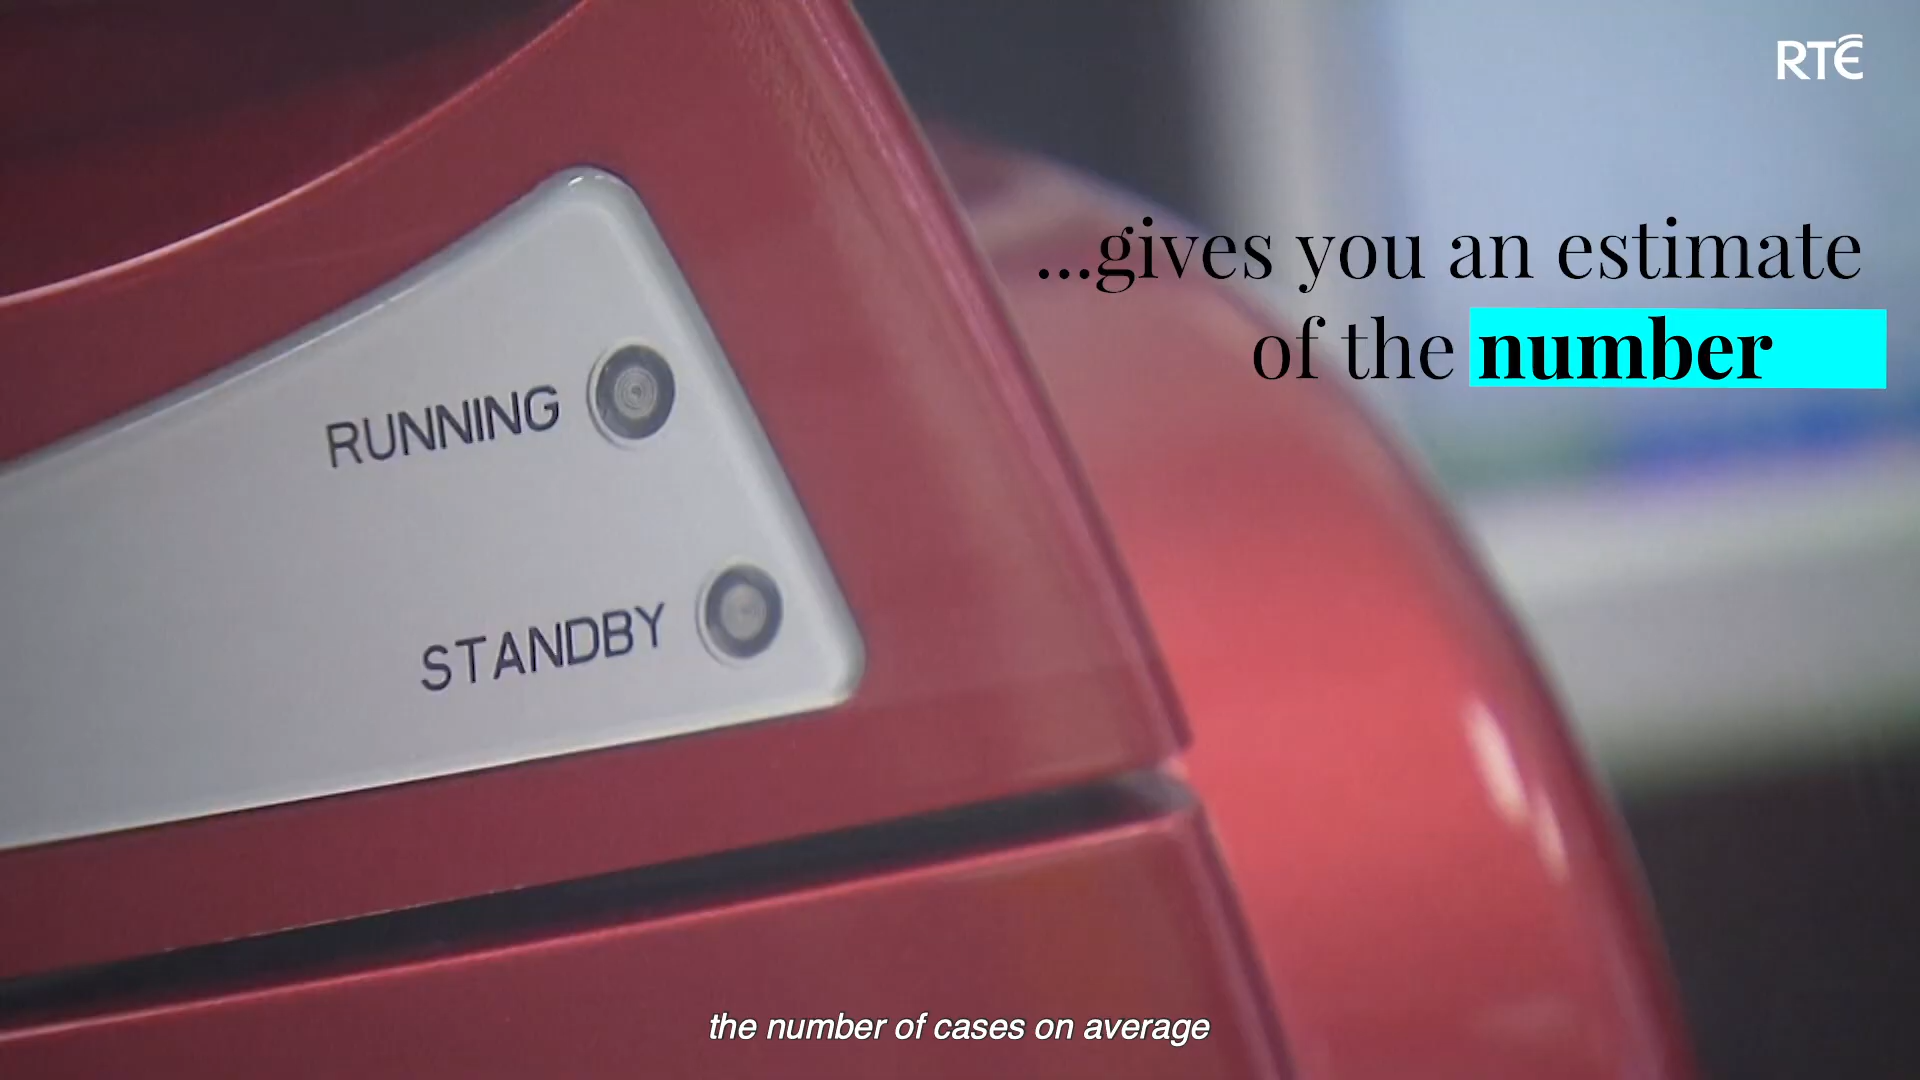 RTÉ
...gives you an estimate
of the number
RUNNING
STANDBY
the number of cases on average